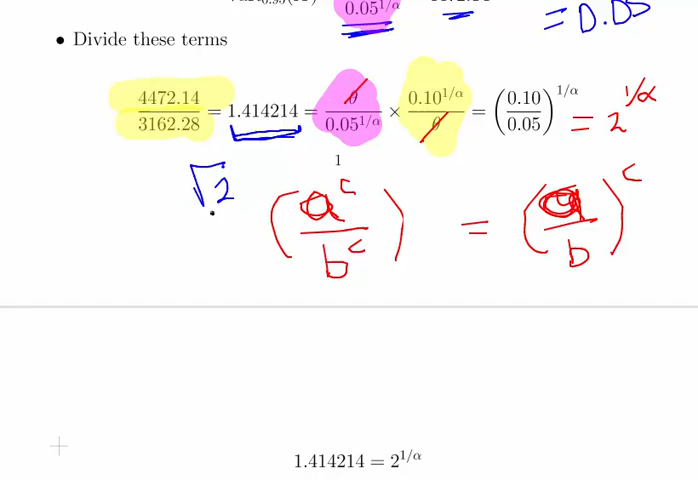 0.05^{1/α}
= 0.05
• Divide these terms
4472.14/3162.28 = 1.414214 = θ/0.05^{1/α} × 0.10^{1/α}/θ = (0.10/0.05)^{1/α} = 2^{1/α}
1
√2
(a^c/b^c) = (a/b)^c
1.414214 = 2^{1/α}